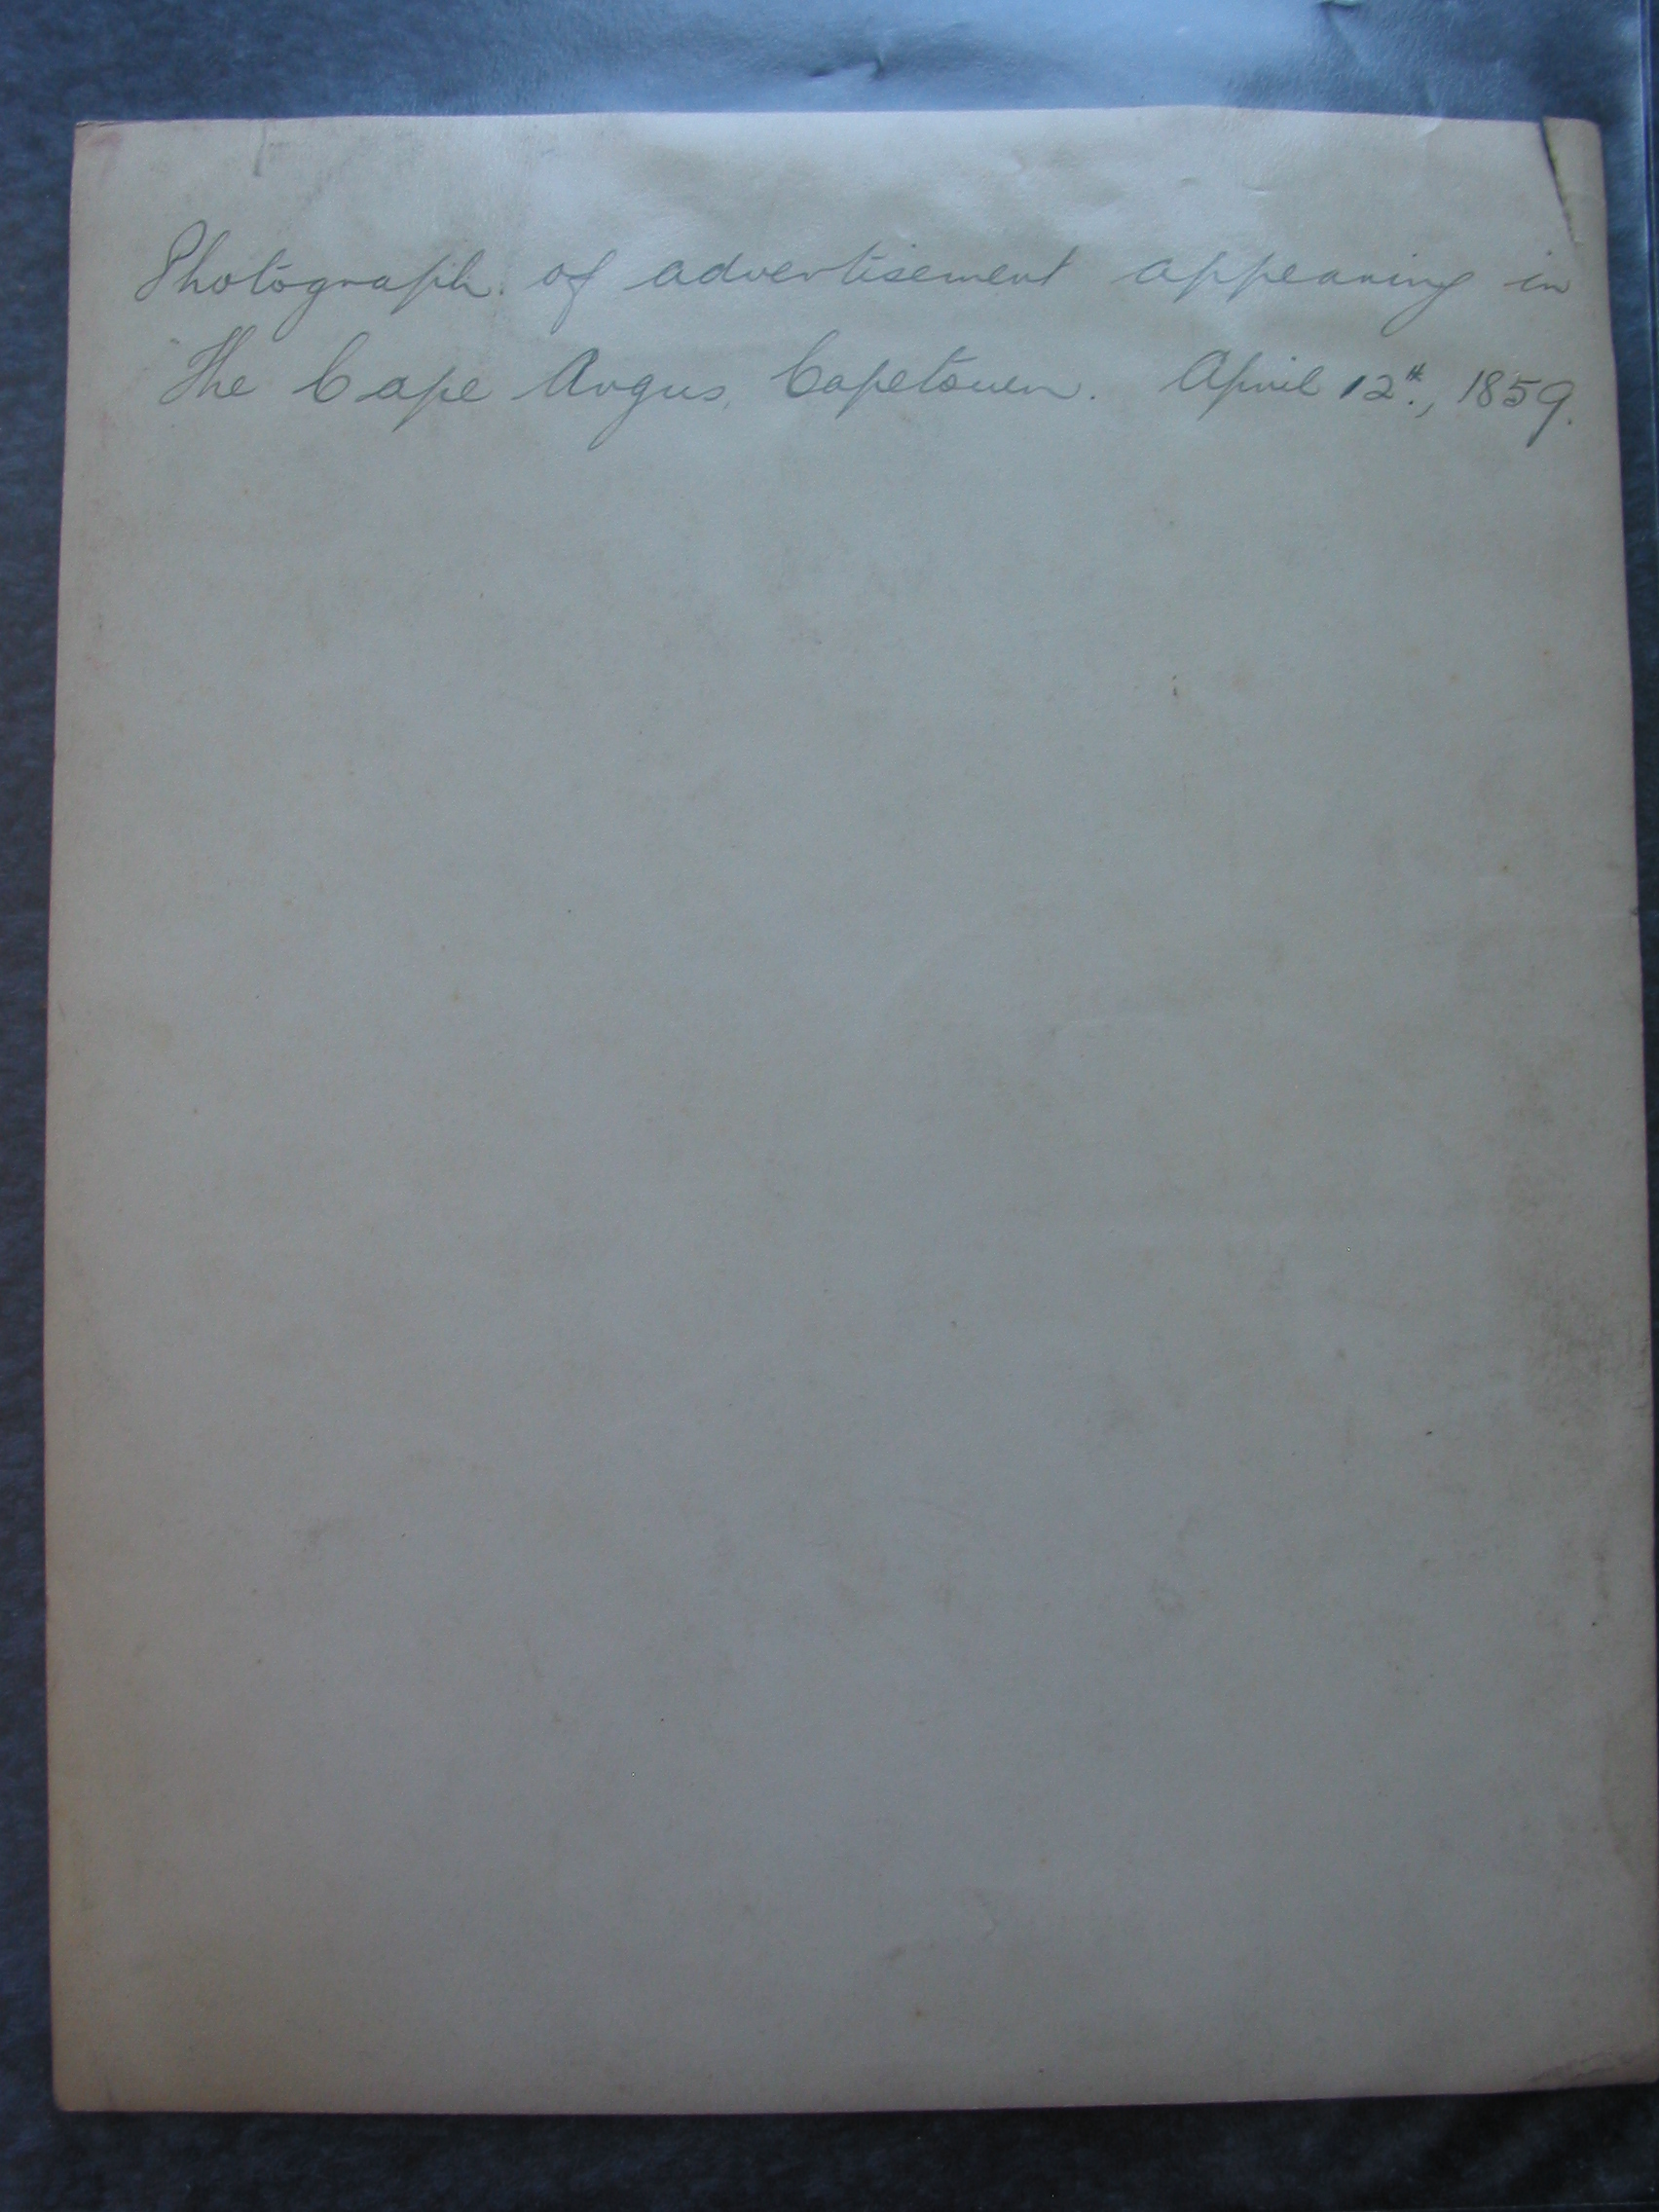 Photograph. of advertisement appearing in
The Cape Argus, Capetown. April 12th., 1859.